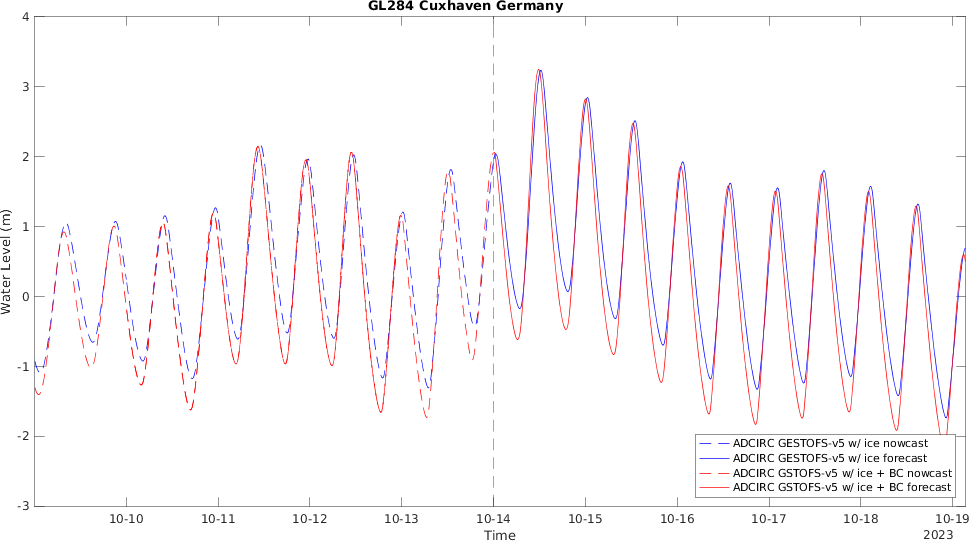 GL284 Cuxhaven Germany
4
3
2
1
0
-1
-2
-3
Water Level (m)
10-10
10-11
10-12
10-13
10-14
10-15
10-16
10-17
10-18
10-19
Time
2023
ADCIRC GESTOFS-v5 w/ ice nowcast
ADCIRC GESTOFS-v5 w/ ice forecast
ADCIRC GSTOFS-v5 w/ ice + BC nowcast
ADCIRC GSTOFS-v5 w/ ice + BC forecast